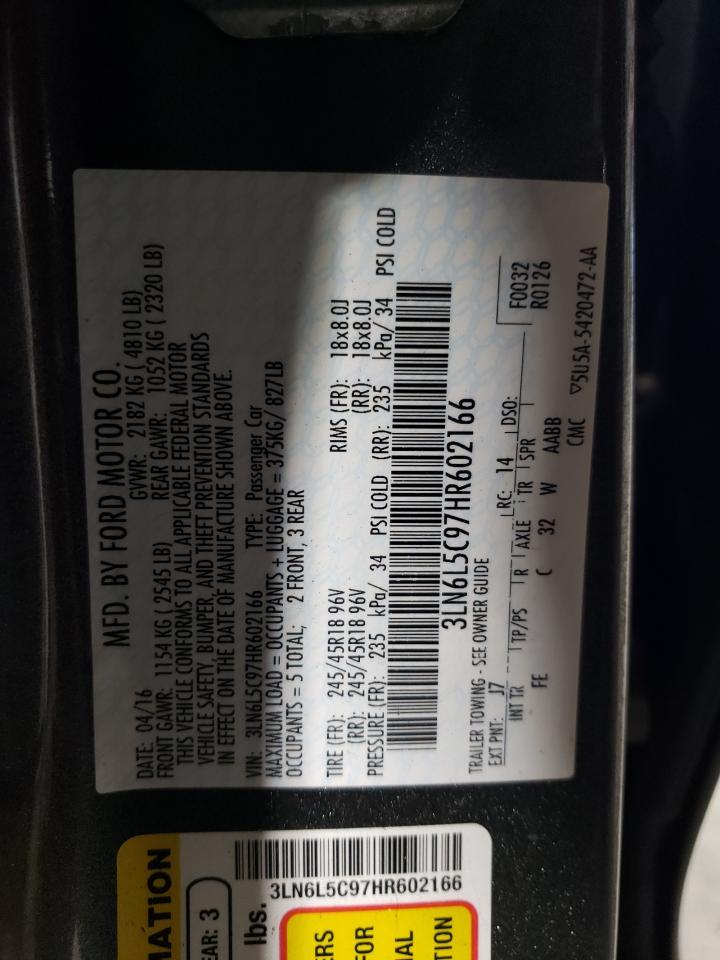 MFD. BY FORD MOTOR CO.
DATE: 04/16 GVWR: 2182 KG ( 4810 LB)
FRONT GAWR: 1154 KG ( 2545 LB) REAR GAWR: 1052 KG ( 2320 LB)
THIS VEHICLE CONFORMS TO ALL APPLICABLE FEDERAL MOTOR
VEHICLE SAFETY, BUMPER, AND THEFT PREVENTION STANDARDS
IN EFFECT ON THE DATE OF MANUFACTURE SHOWN ABOVE.
VIN: 3LN6L5C97HR602166 TYPE: Passenger Car
MAXIMUM LOAD = OCCUPANTS + LUGGAGE = 375KG/ 827LB
OCCUPANTS = 5 TOTAL; 2 FRONT, 3 REAR
TIRE (FR): 245/45R18 96V RIMS (FR): 18x8.0J
(RR): 245/45R18 96V (RR): 18x8.0J
PRESSURE (FR): 235 kPa/ 34 PSI COLD (RR): 235 kPa/ 34 PSI COLD
3LN6L5C97HR602166
TRAILER TOWING - SEE OWNER GUIDE
EXT PNT: J7 RC: 14 DSO: F0032
R0126
INT TR TP/PS R AXLE TR SPR
FE C 32 W AABB
CMC
▽5U5A-5420472-AA
MATION
EAR: 3
lbs.
3LN6L5C97HR602166
ERS
FOR
AL
TION